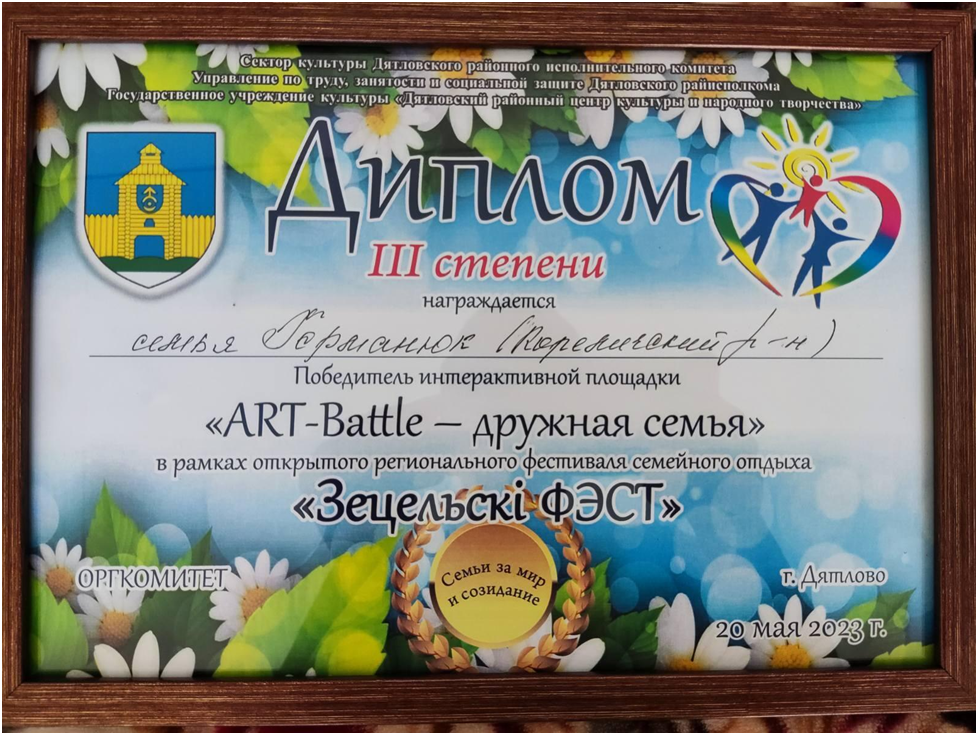 Сектор культуры Дятловского районного исполнительного комитета
Управление по труду, занятости и социальной защите Дятловского райисполкома
Государственное учреждение культуры «Дятловский районный центр культуры и народного творчества»
Диплом
III степени
награждается
семья Горманюк (Кореличский р-н)
Победитель интерактивной площадки
«ART-Battle – дружная семья»
в рамках открытого регионального фестиваля семейного отдыха
«Зецельскі ФЭСТ»
Семьи за мир
и созидание
ОРГКОМИТЕТ
г. Дятлово
20 мая 2023 г.